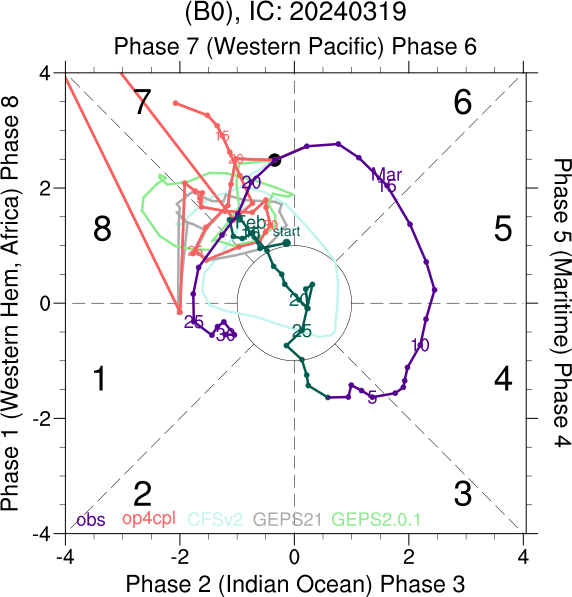 (B0), IC: 20240319
Phase 7 (Western Pacific) Phase 6
Phase 1 (Western Hem, Africa) Phase 8
Phase 5 (Maritime) Phase 4
4
2
0
-2
-4
7
6
8
5
1
4
2
3
15
20
20
Mar
15
Feb
start
20
25
25
30
10
5
obs op4cpl CFSv2 GEPS21 GEPS2.0.1
-4 -2 0 2 4
Phase 2 (Indian Ocean) Phase 3